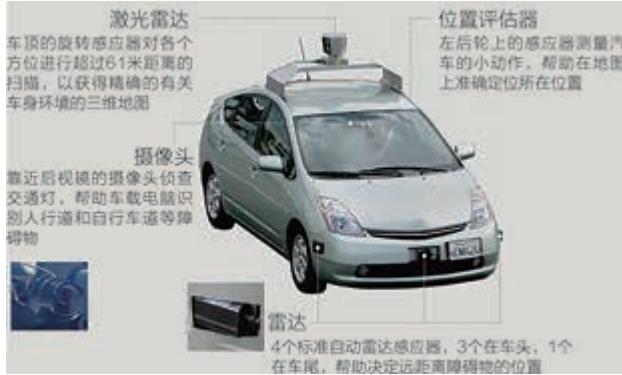 激光雷达
车顶的旋转感应器对各个
方位进行超过61米距离的
扫描，以获得精确的有关
车身环境的三维地图
位置评估器
左后轮上的感应器测量汽
车的小动作，帮助在地图
上准确定位所在位置
摄像头
靠近后视镜的摄像头侦查
交通灯，帮助车载电脑识
别人行道和自行车道等障
碍物
雷达
4个标准自动雷达感应器，3个在车头，1个
在车尾，帮助决定远距离障碍物的位置